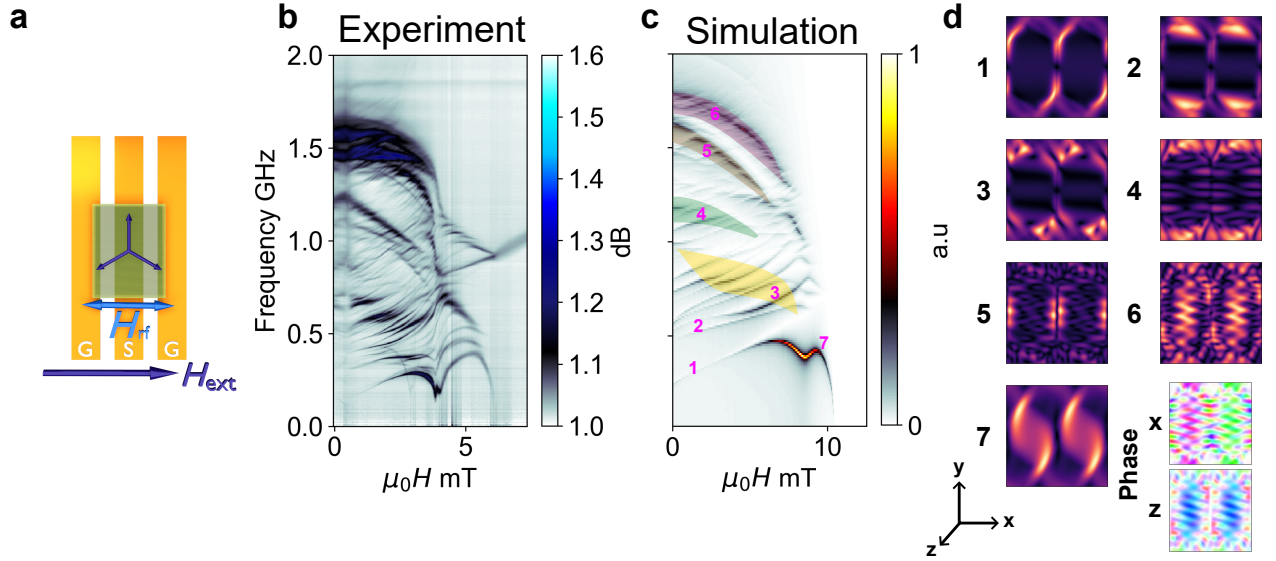 a
H rf
G S G
H ext
b
Experiment
2.0
1.5
1.0
0.5
0.0
Frequency GHz
0
5
μ0H mT
1.6
1.5
1.4
1.3
1.2
1.1
1.0
dB
c
Simulation
6
5
4
3
2
7
1
0
10
μ0H mT
1
0
a.u
d
1
2
3
4
5
6
7
Phase
x
z
y
x
z